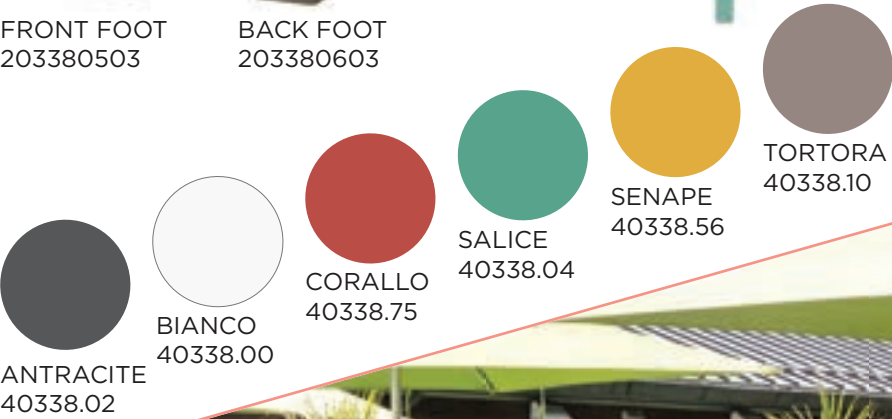 FRONT FOOT
203380503
BACK FOOT
203380603
TORTORA
40338.10
SENAPE
40338.56
SALICE
40338.04
CORALLO
40338.75
BIANCO
40338.00
ANTRACITE
40338.02